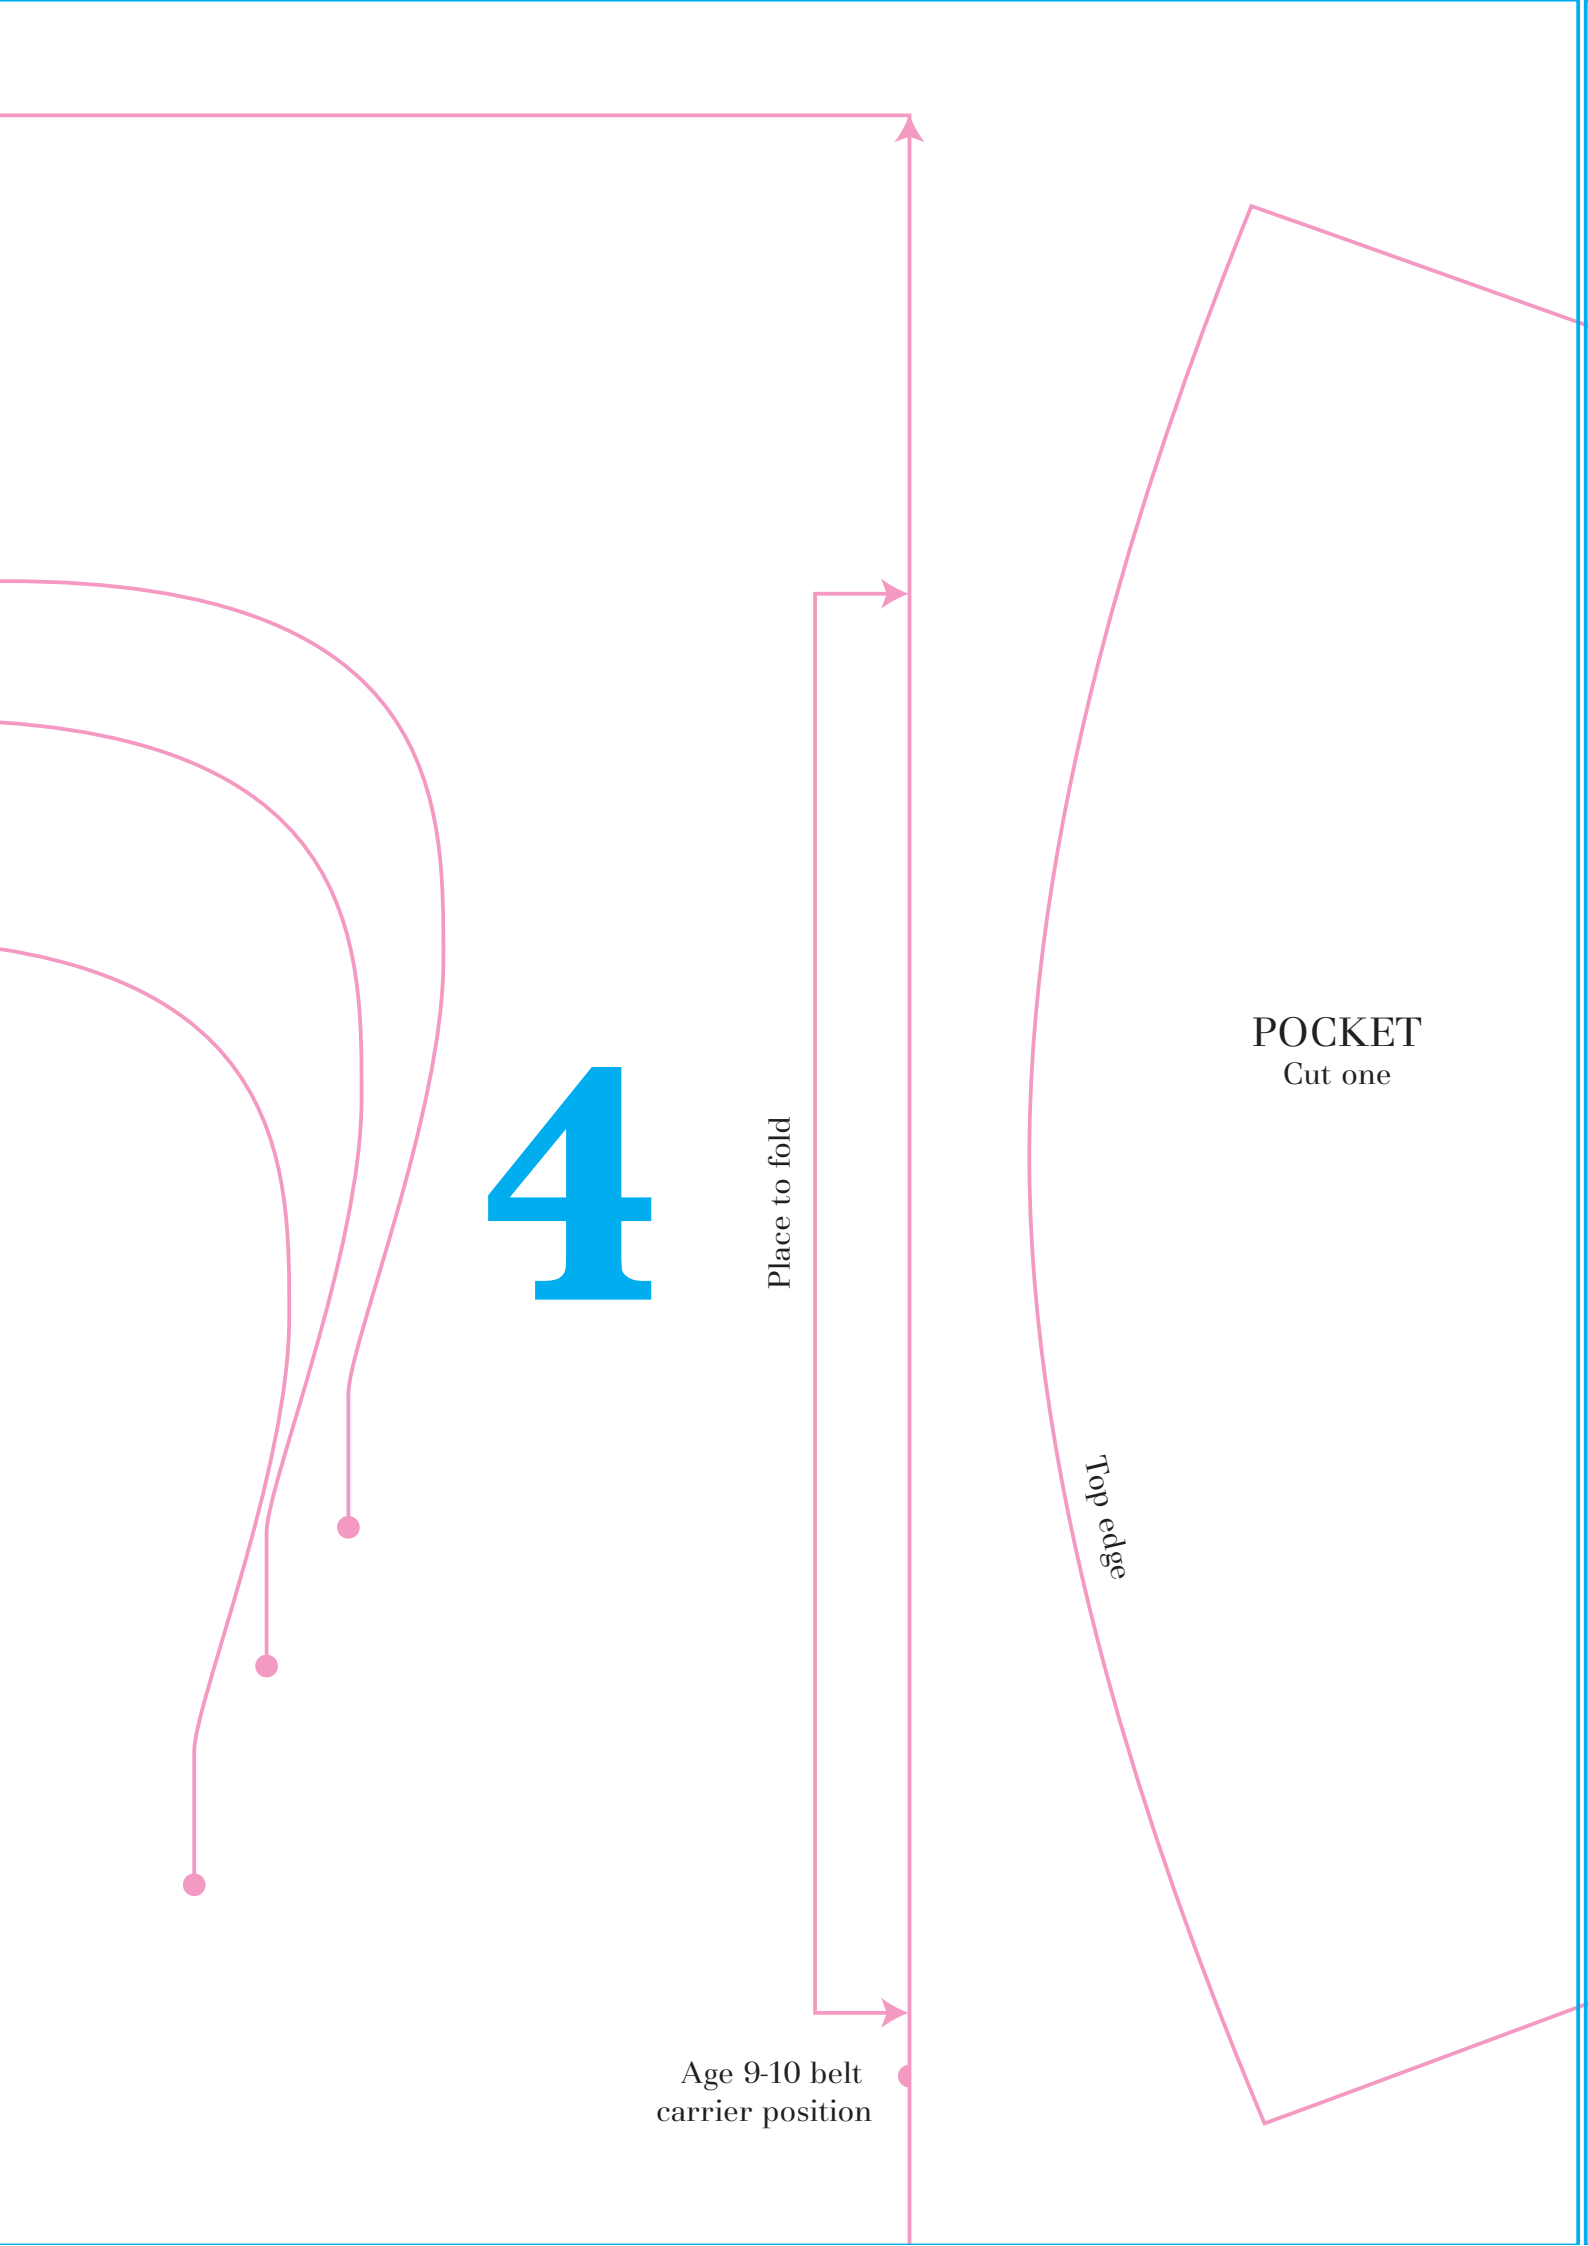 4
Place to fold
Age 9-10 belt
carrier position
POCKET
Cut one
Top edge